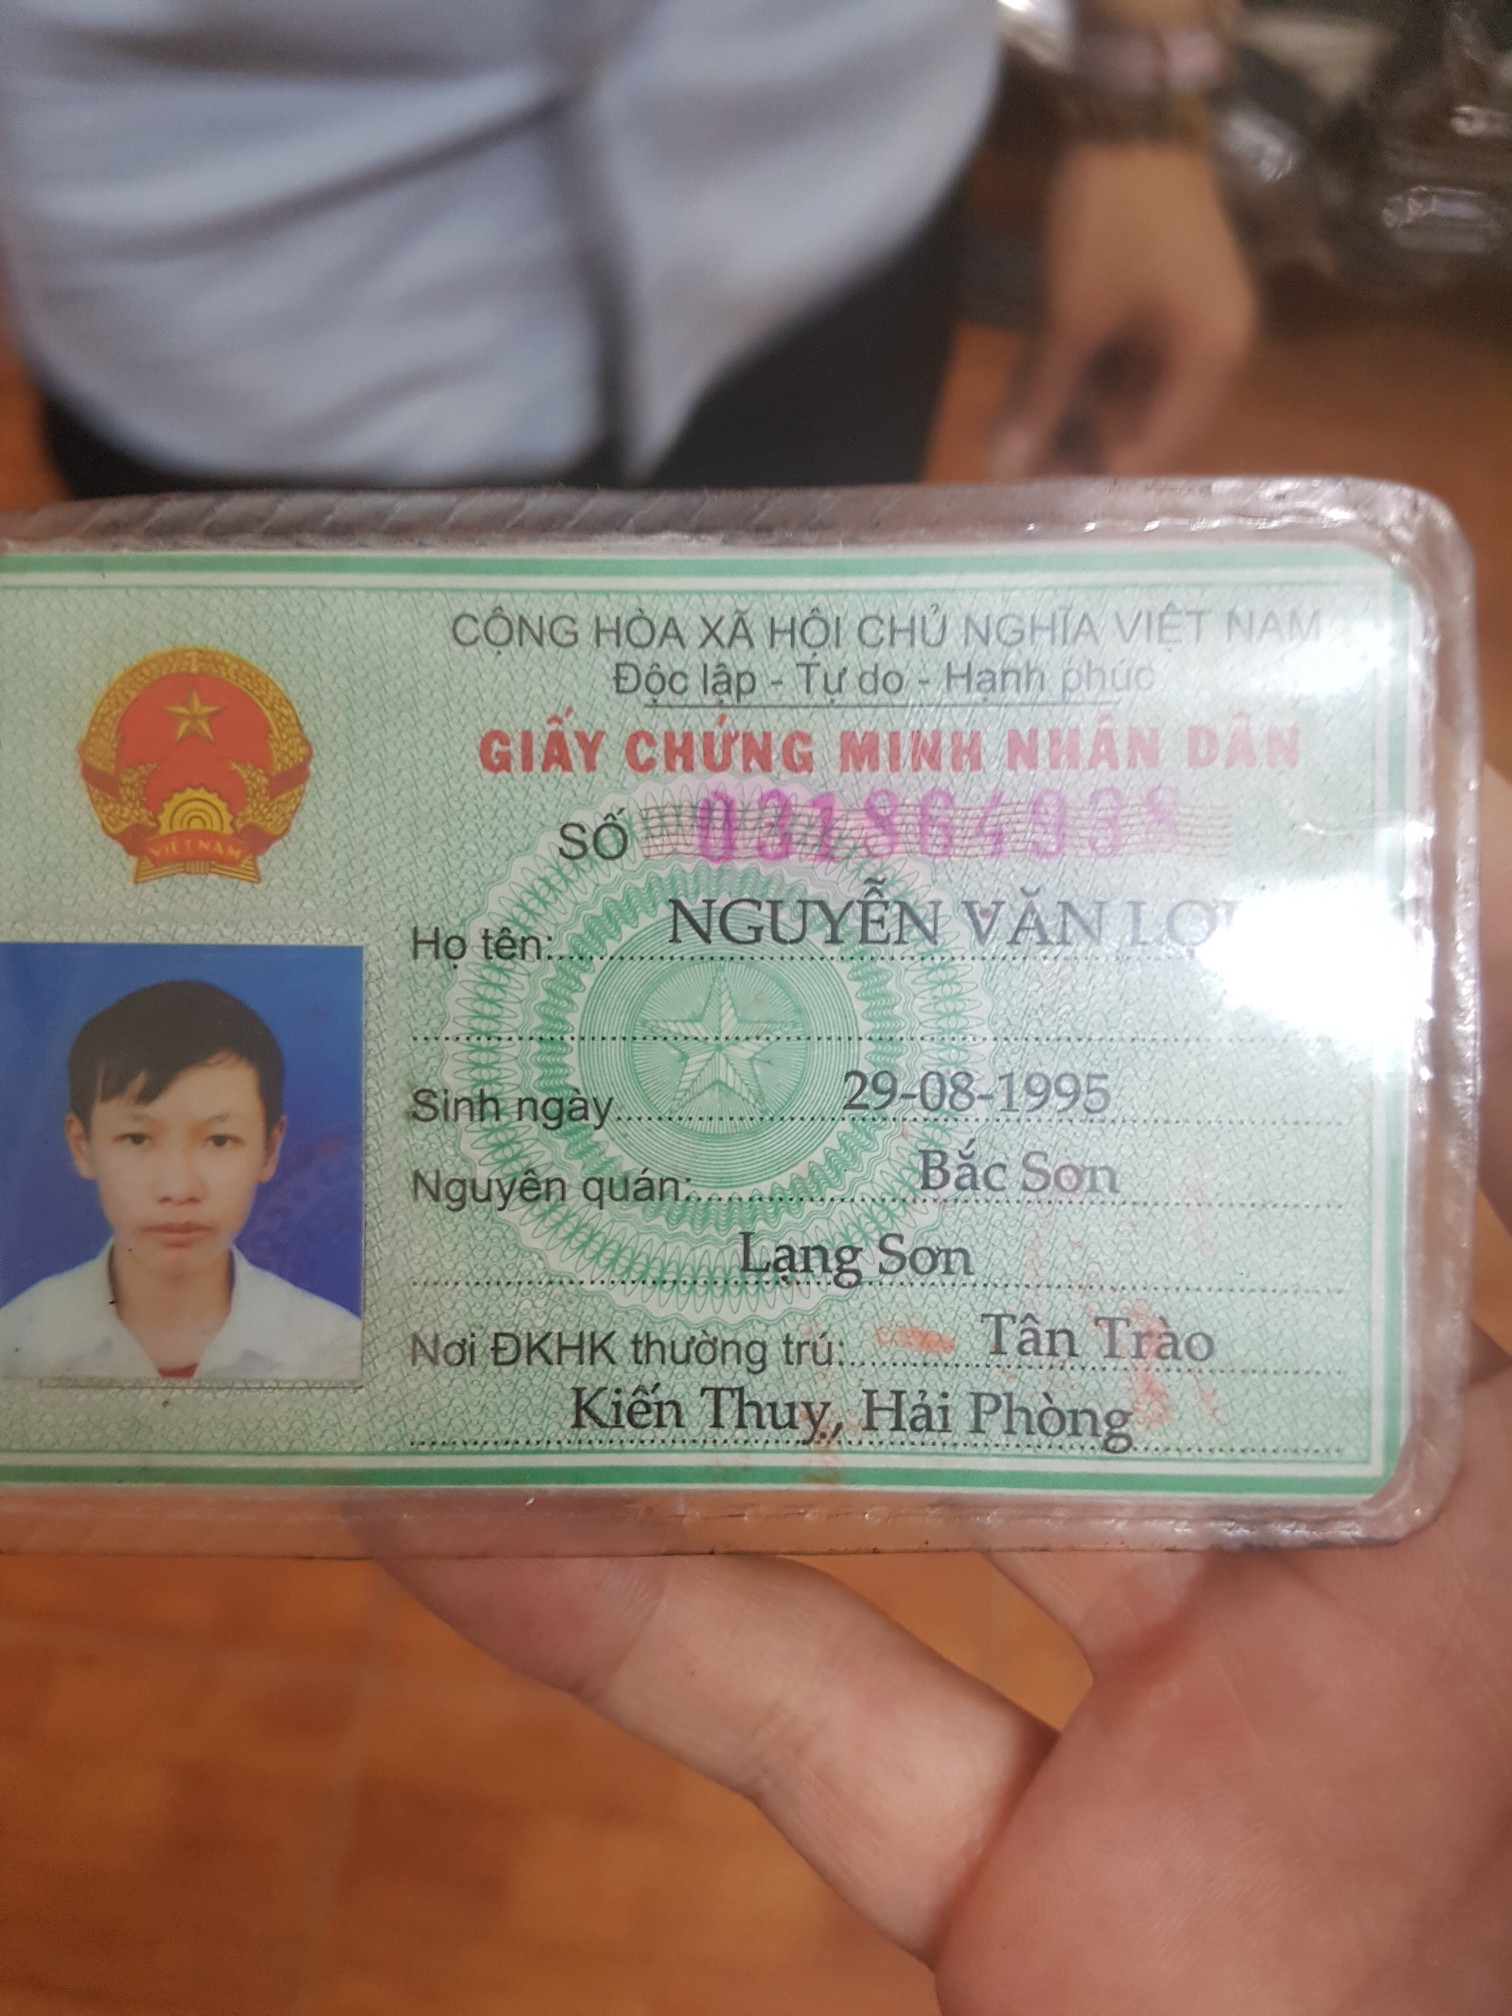 CỘNG HÒA XÃ HỘI CHỦ NGHĨA VIỆT NAM
Độc lập - Tự do - Hạnh phúc
GIẤY CHỨNG MINH NHÂN DÂN
SỐ 031864938
Họ tên: NGUYỄN VĂN
Sinh ngày 29-08-1995
Nguyên quán: Bắc Sơn
Lạng Sơn
Nơi ĐKHK thường trú: Tân Trào
Kiến Thuỵ, Hải Phòng
VIỆT NAM